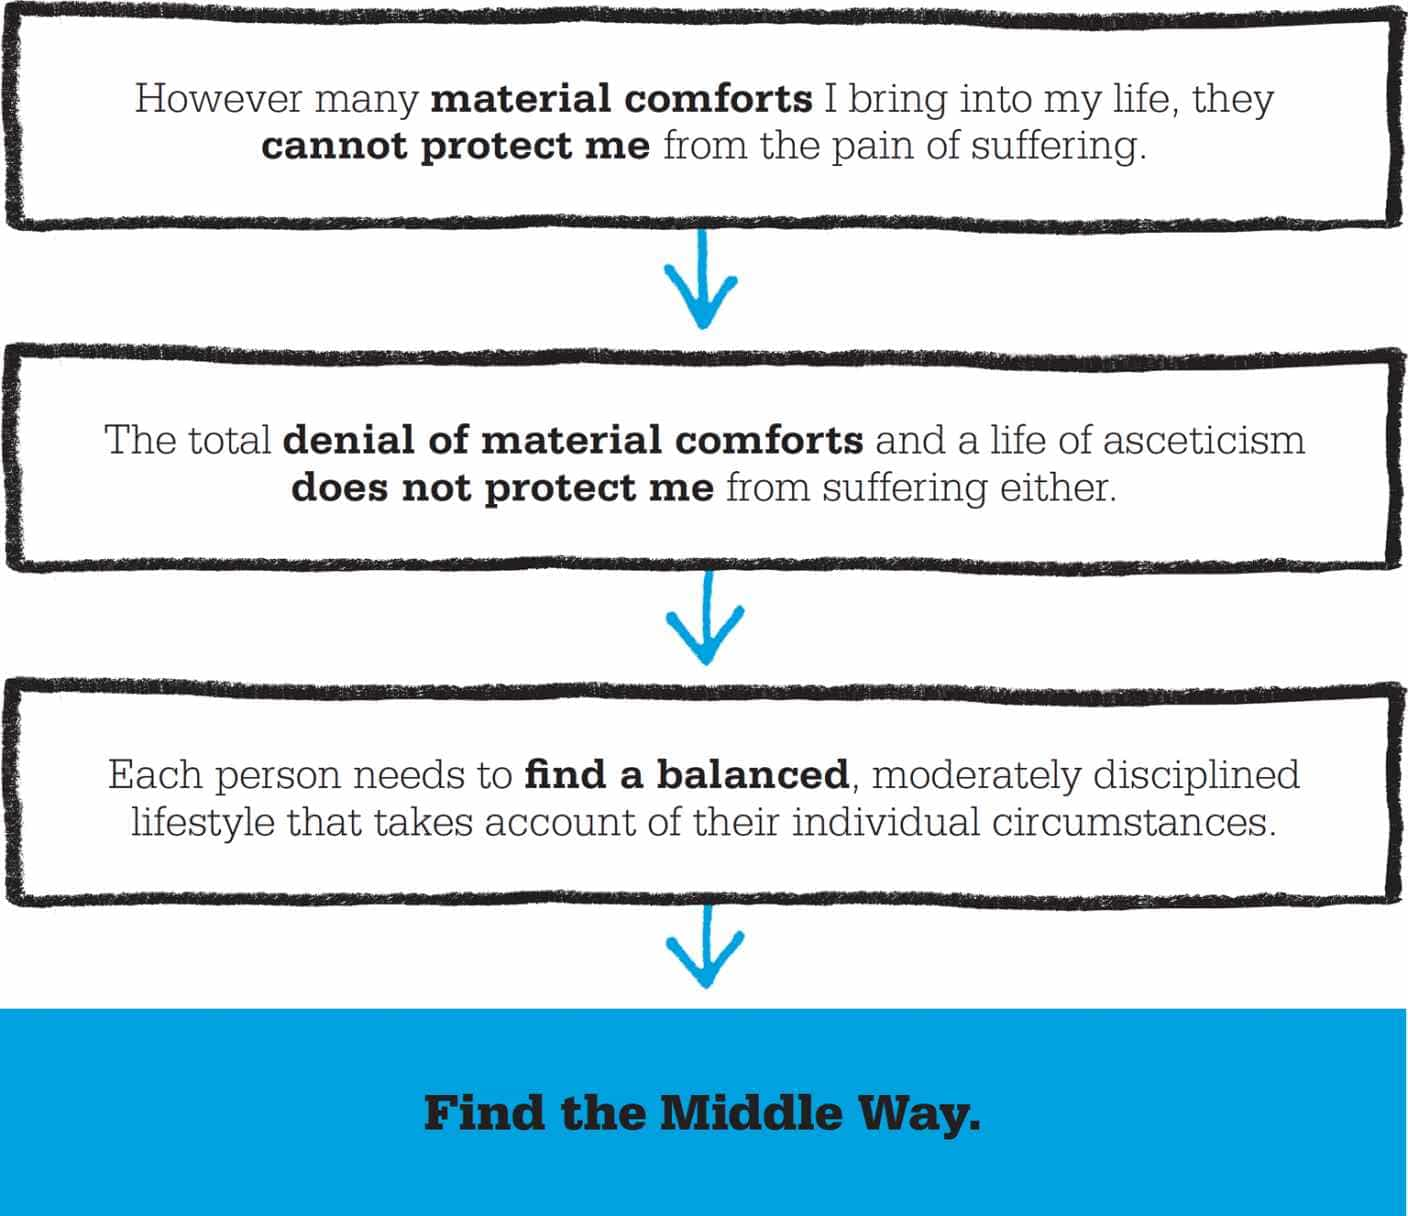 However many material comforts I bring into my life, they
cannot protect me from the pain of suffering.
The total denial of material comforts and a life of asceticism
does not protect me from suffering either.
Each person needs to find a balanced, moderately disciplined
lifestyle that takes account of their individual circumstances.
Find the Middle Way.